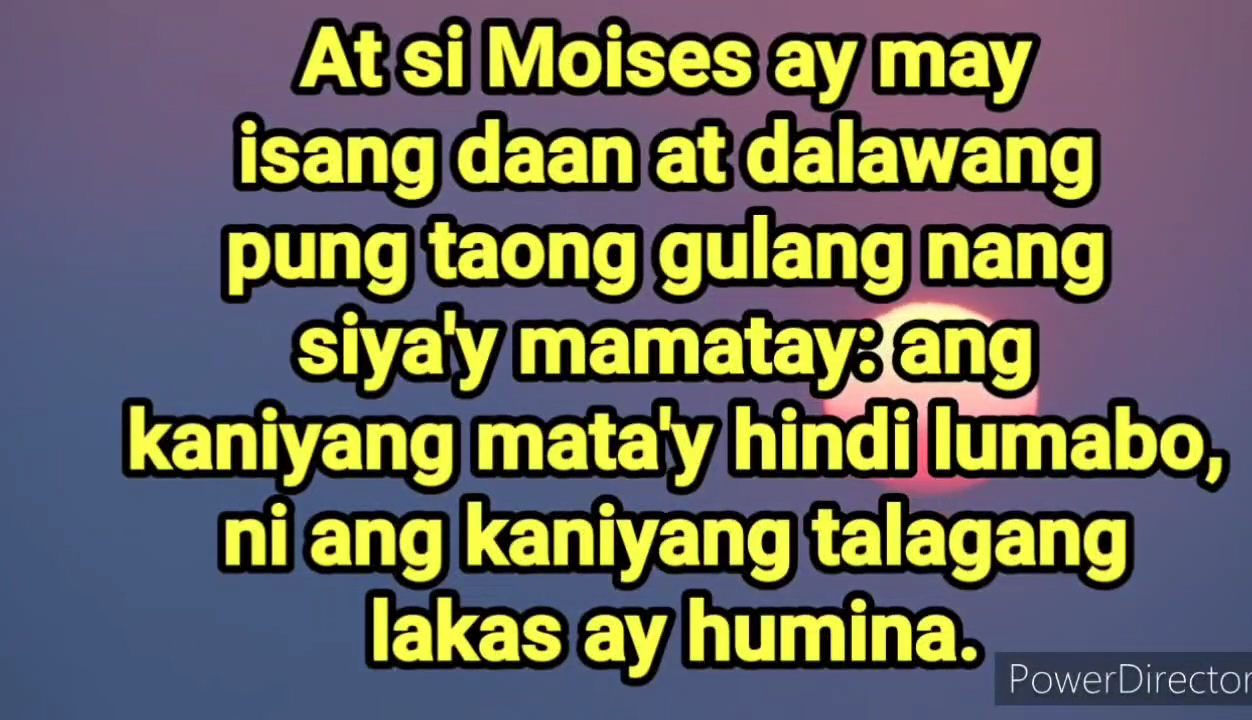 At si Moises ay may
isang daan at dalawang
pung taong gulang nang
siya'y mamatay: ang
kaniyang mata'y hindi lumabo,
ni ang kaniyang talagang
lakas ay humina.
PowerDirector